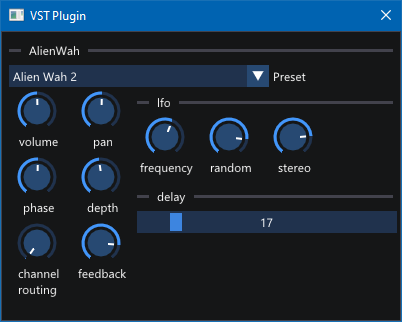 VST Plugin
AlienWah
Alien Wah 2
Preset
volume
pan
lfo
frequency
random
stereo
phase
depth
delay
17
channel
routing
feedback